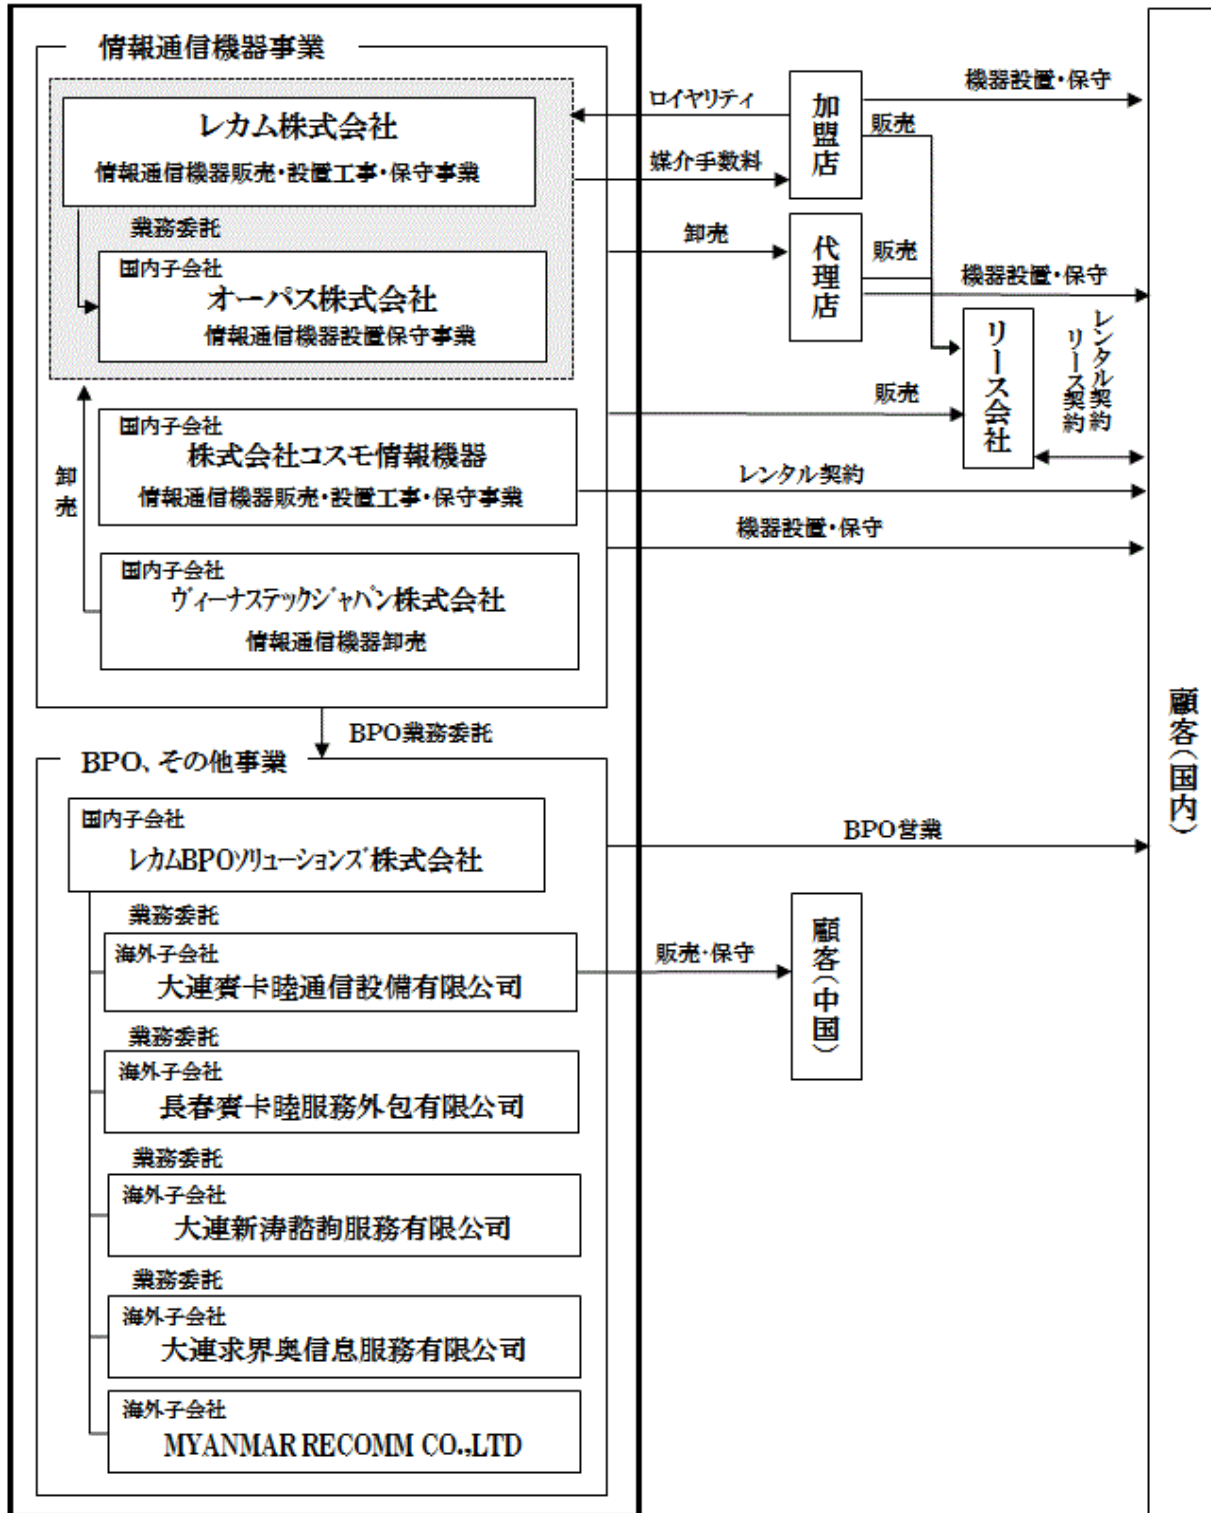 情報通信機器事業
レカム株式会社
情報通信機器販売・設置工事・保守事業
業務委託
国内子会社
オーパス株式会社
情報通信機器設置保守事業
卸売
国内子会社
株式会社コスモ情報機器
情報通信機器販売・設置工事・保守事業
国内子会社
ヴィーナステックジャパン株式会社
情報通信機器卸売
ロイヤリティ
媒介手数料
卸売
加盟店
代理店
機器設置・保守
販売
販売
機器設置・保守
リース会社
レンタル契約
リース契約
販売
レンタル契約
機器設置・保守
顧客(国内)
BPO業務委託
BPO、その他事業
国内子会社
レカムBPOソリューションズ株式会社
BPO営業
業務委託
海外子会社
大連賚卡睦通信設備有限公司
販売・保守
顧客(中国)
業務委託
海外子会社
長春賚卡睦服務外包有限公司
業務委託
海外子会社
大連新涛諮詢服務有限公司
業務委託
海外子会社
大連求界奥信息服務有限公司
海外子会社
MYANMAR RECOMM CO.,LTD